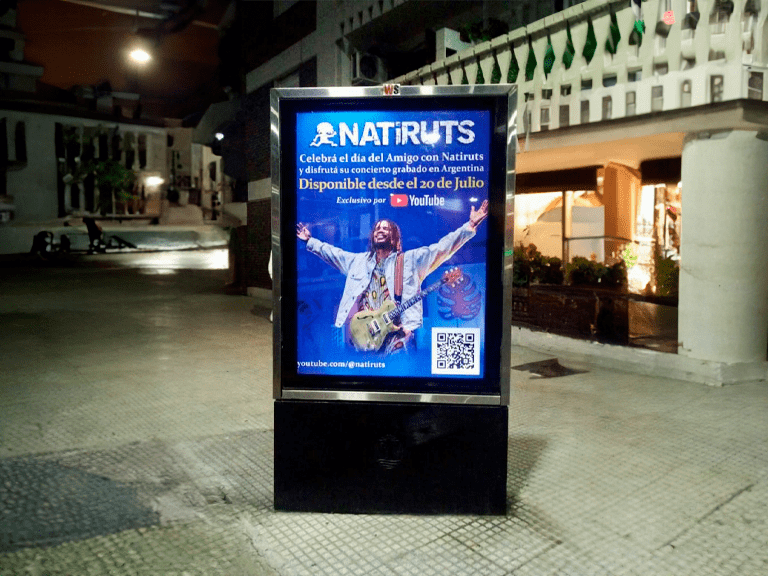 WS
NATiRUTS
Celebrá el día del Amigo con Natiruts
y disfrutá su concierto grabado en Argentina
Disponible desde el 20 de Julio
Exclusivo por YouTube
youtube.com/@natiruts